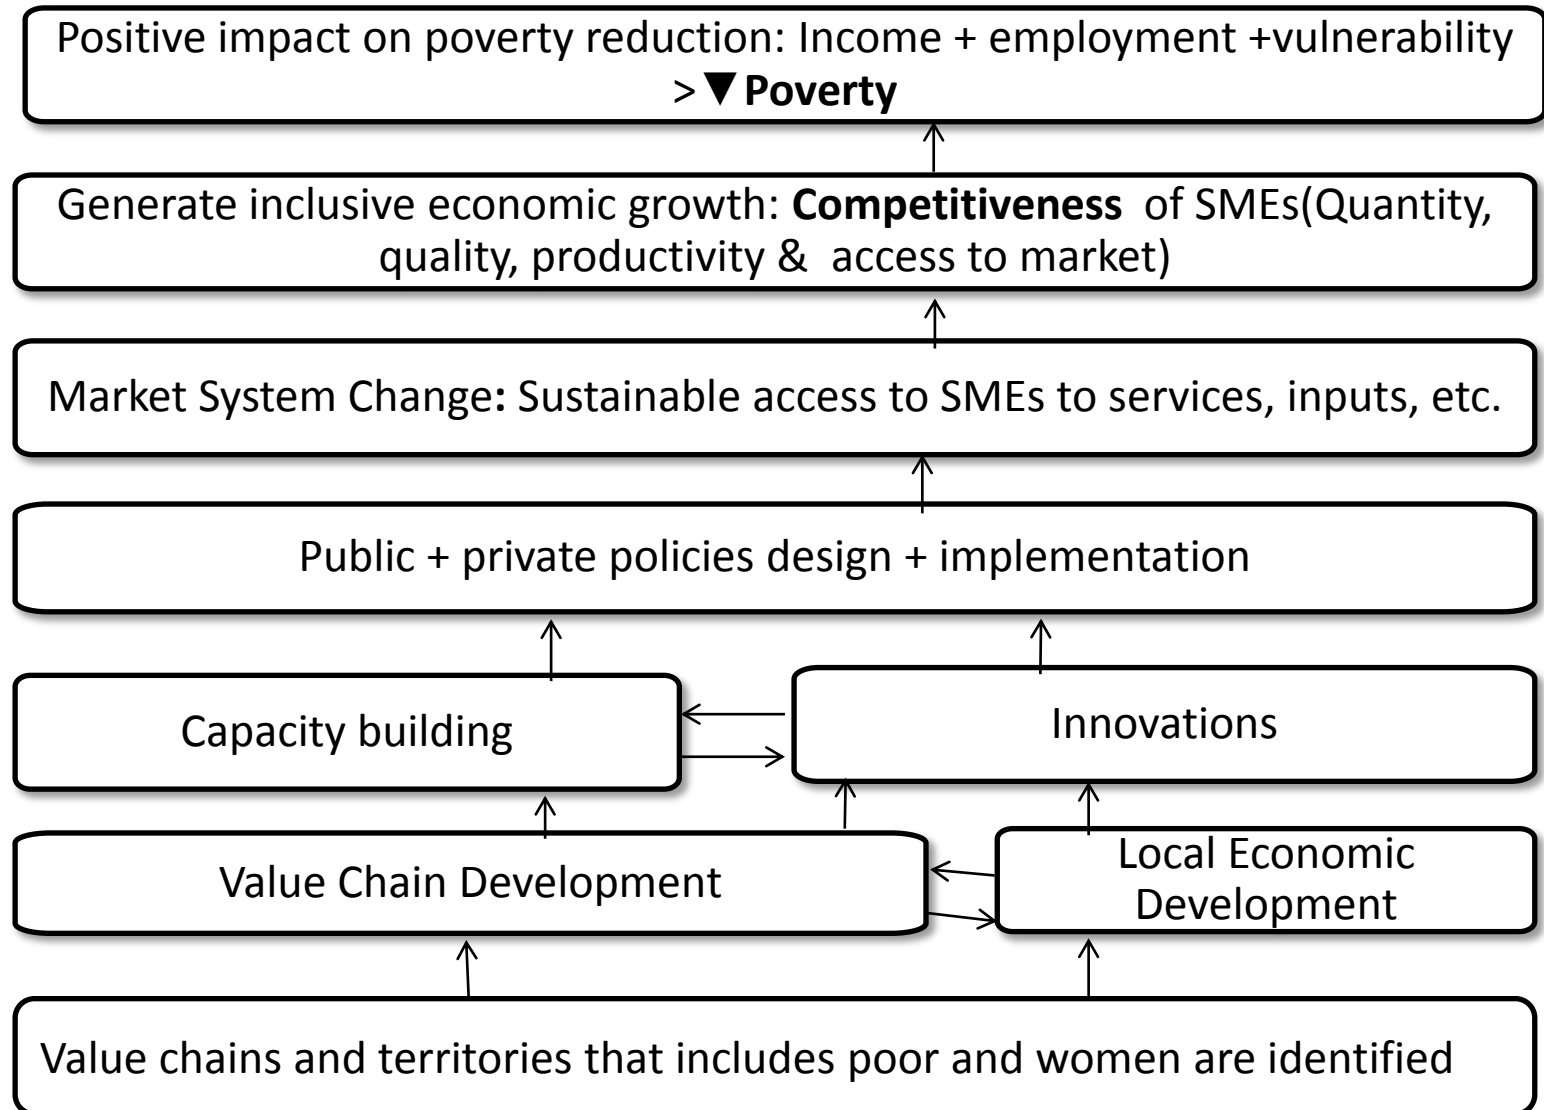 Positive impact on poverty reduction: Income + employment +vulnerability
> ▼ Poverty
Generate inclusive economic growth: Competitiveness of SMEs(Quantity,
quality, productivity & access to market)
Market System Change: Sustainable access to SMEs to services, inputs, etc.
Public + private policies design + implementation
Capacity building
Innovations
Value Chain Development
Local Economic
Development
Value chains and territories that includes poor and women are identified